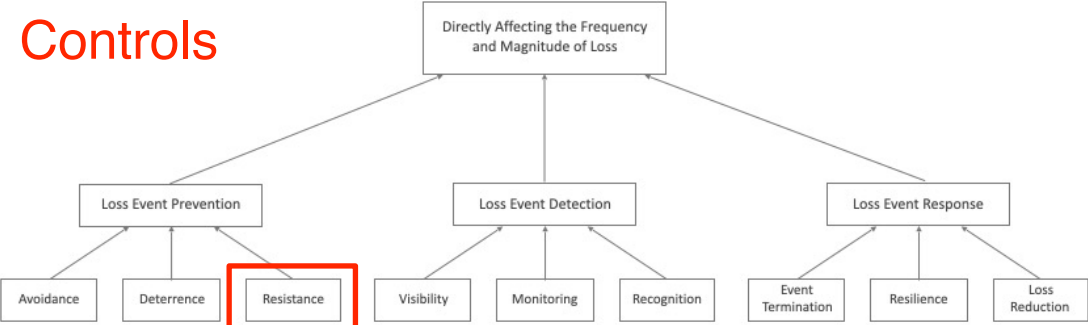 Controls
Directly Affecting the Frequency
and Magnitude of Loss
Loss Event Prevention
Loss Event Detection
Loss Event Response
Avoidance
Deterrence
Resistance
Visibility
Monitoring
Recognition
Event
Termination
Resilience
Loss
Reduction